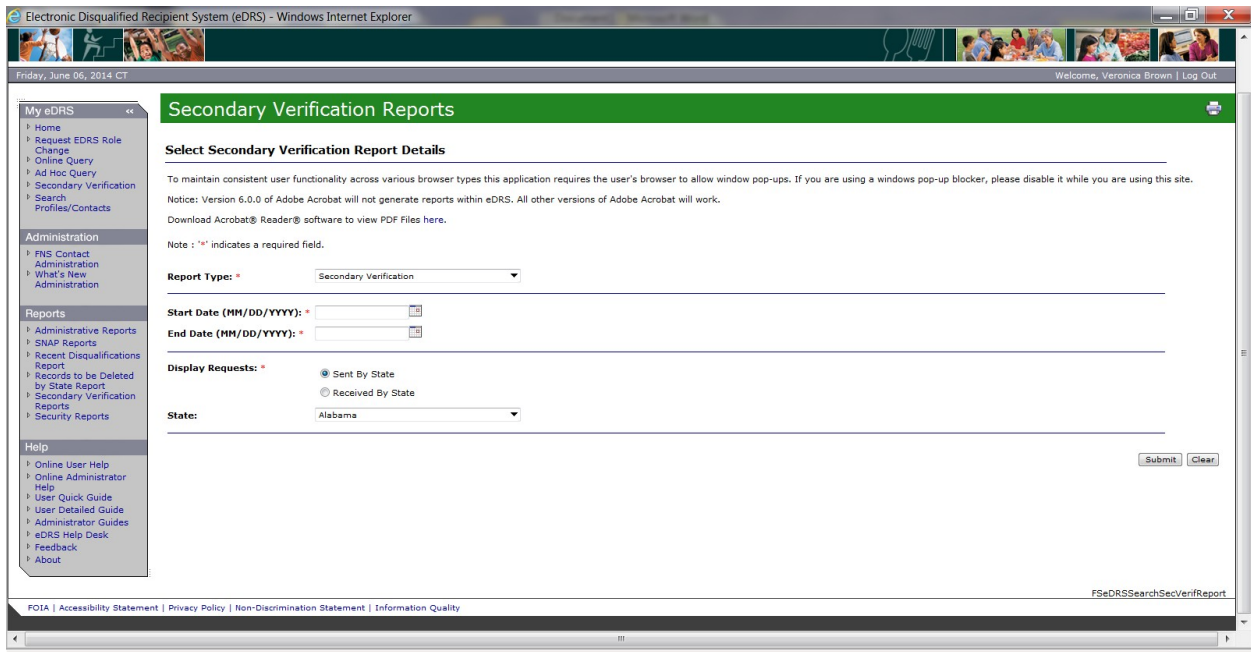 Electronic Disqualified Recipient System (eDRS) - Windows Internet Explorer
Friday, June 06, 2014 CT
Welcome, Veronica Brown | Log Out
My eDRS <<
Home
Request EDRS Role
Change
Online Query
Ad Hoc Query
Secondary Verification
Search
Profiles/Contacts
Administration
FNS Contact
Administration
What's New
Administration
Reports
Administrative Reports
SNAP Reports
Recent Disqualifications
Report
Records to be Deleted
by State Report
Secondary Verification
Reports
Security Reports
Help
Online User Help
Online Administrator
Help
User Quick Guide
User Detailed Guide
Administrator Guides
eDRS Help Desk
Feedback
About
Secondary Verification Reports
Select Secondary Verification Report Details
To maintain consistent user functionality across various browser types this application requires the user's browser to allow window pop-ups. If you are using a windows pop-up blocker, please disable it while you are using this site.
Notice: Version 6.0.0 of Adobe Acrobat will not generate reports within eDRS. All other versions of Adobe Acrobat will work.
Download Acrobat® Reader® software to view PDF Files here.
Note : '*' indicates a required field.
Report Type: * Secondary Verification
Start Date (MM/DD/YYYY): *
End Date (MM/DD/YYYY): *
Display Requests: * Sent By State
Received By State
State: Alabama
Submit Clear
FSeDRSSearchSecVerifReport
FOIA | Accessibility Statement | Privacy Policy | Non-Discrimination Statement | Information Quality